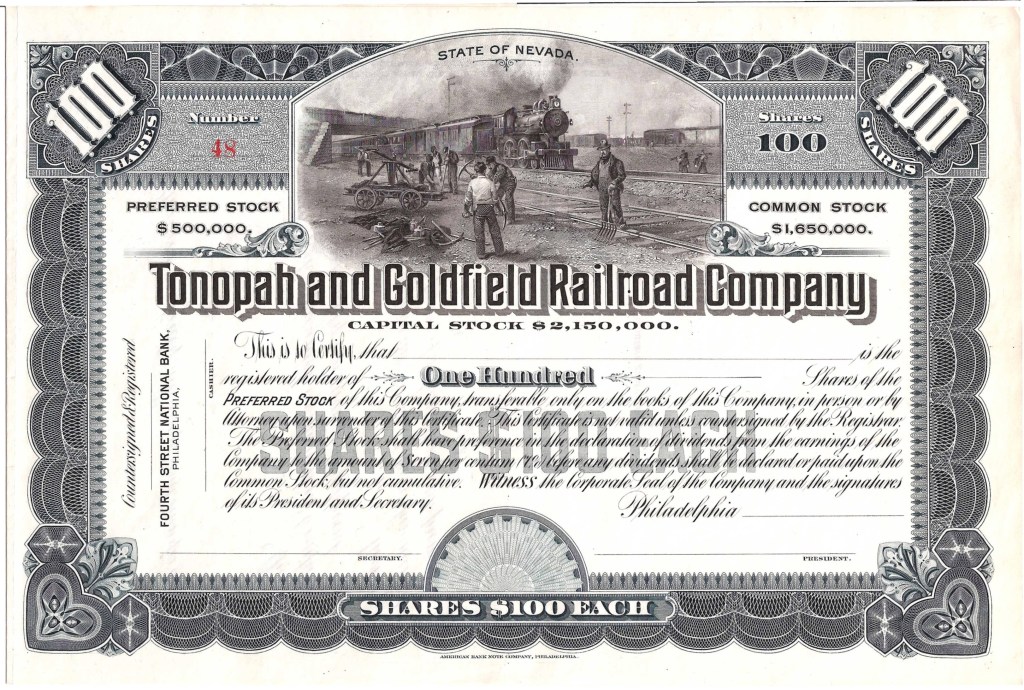 STATE OF NEVADA.
100 SHARES
Number
48
Shares
100
100 SHARES
PREFERRED STOCK
$500,000.
COMMON STOCK
$1,650,000.
Tonopah and Goldfield Railroad Company
CAPITAL STOCK $2,150,000.
Countersigned & Registered
FOURTH STREET NATIONAL BANK,
PHILADELPHIA,
CASHIER.
This is to Certify, that is the
registered holder of One Hundred Shares of the
PREFERRED STOCK of this Company, transferable only on the books of this Company, in person or by
Attorney upon surrender of this certificate. This certificate is not valid unless countersigned by the Registrar.
The Preferred Stock shall have preference in the declaration of dividends from the earnings of the
Company to the amount of Seven per centum (7%) before any dividends shall be declared or paid upon the
Common Stock, but not cumulative. Witness the Corporate Seal of the Company and the signatures
of its President and Secretary.
SHARES $100 EACH
Philadelphia
SECRETARY.
PRESIDENT.
SHARES $100 EACH
AMERICAN BANK NOTE COMPANY, PHILADELPHIA.